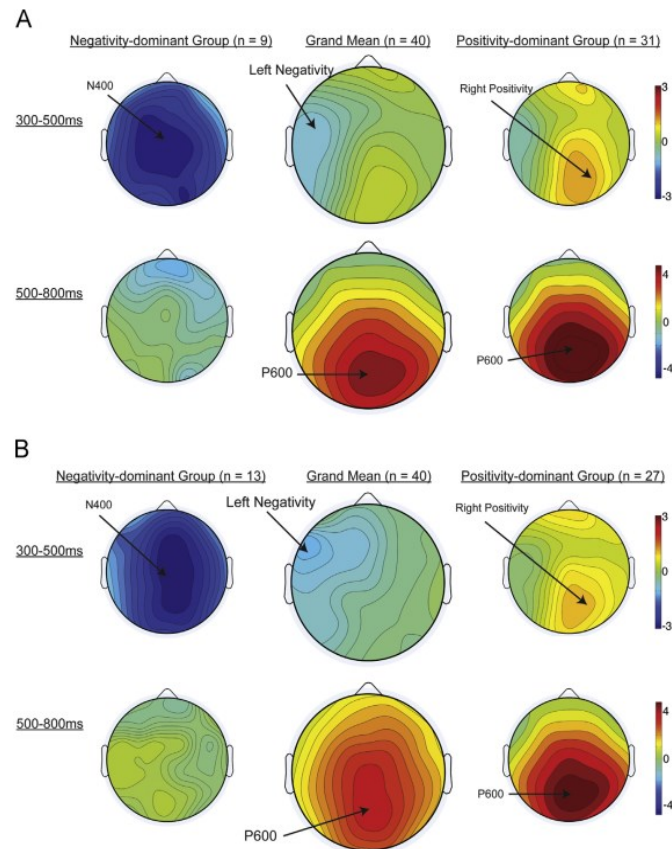 A
Negativity-dominant Group (n = 9) Grand Mean (n = 40) Positivity-dominant Group (n = 31)
N400 Left Negativity Right Positivity
300-500ms
3
0
-3
500-800ms
P600 P600
4
0
-4
B
Negativity-dominant Group (n = 13) Grand Mean (n = 40) Positivity-dominant Group (n = 27)
N400 Left Negativity Right Positivity
300-500ms
3
0
-3
500-800ms
P600 P600
4
0
-4